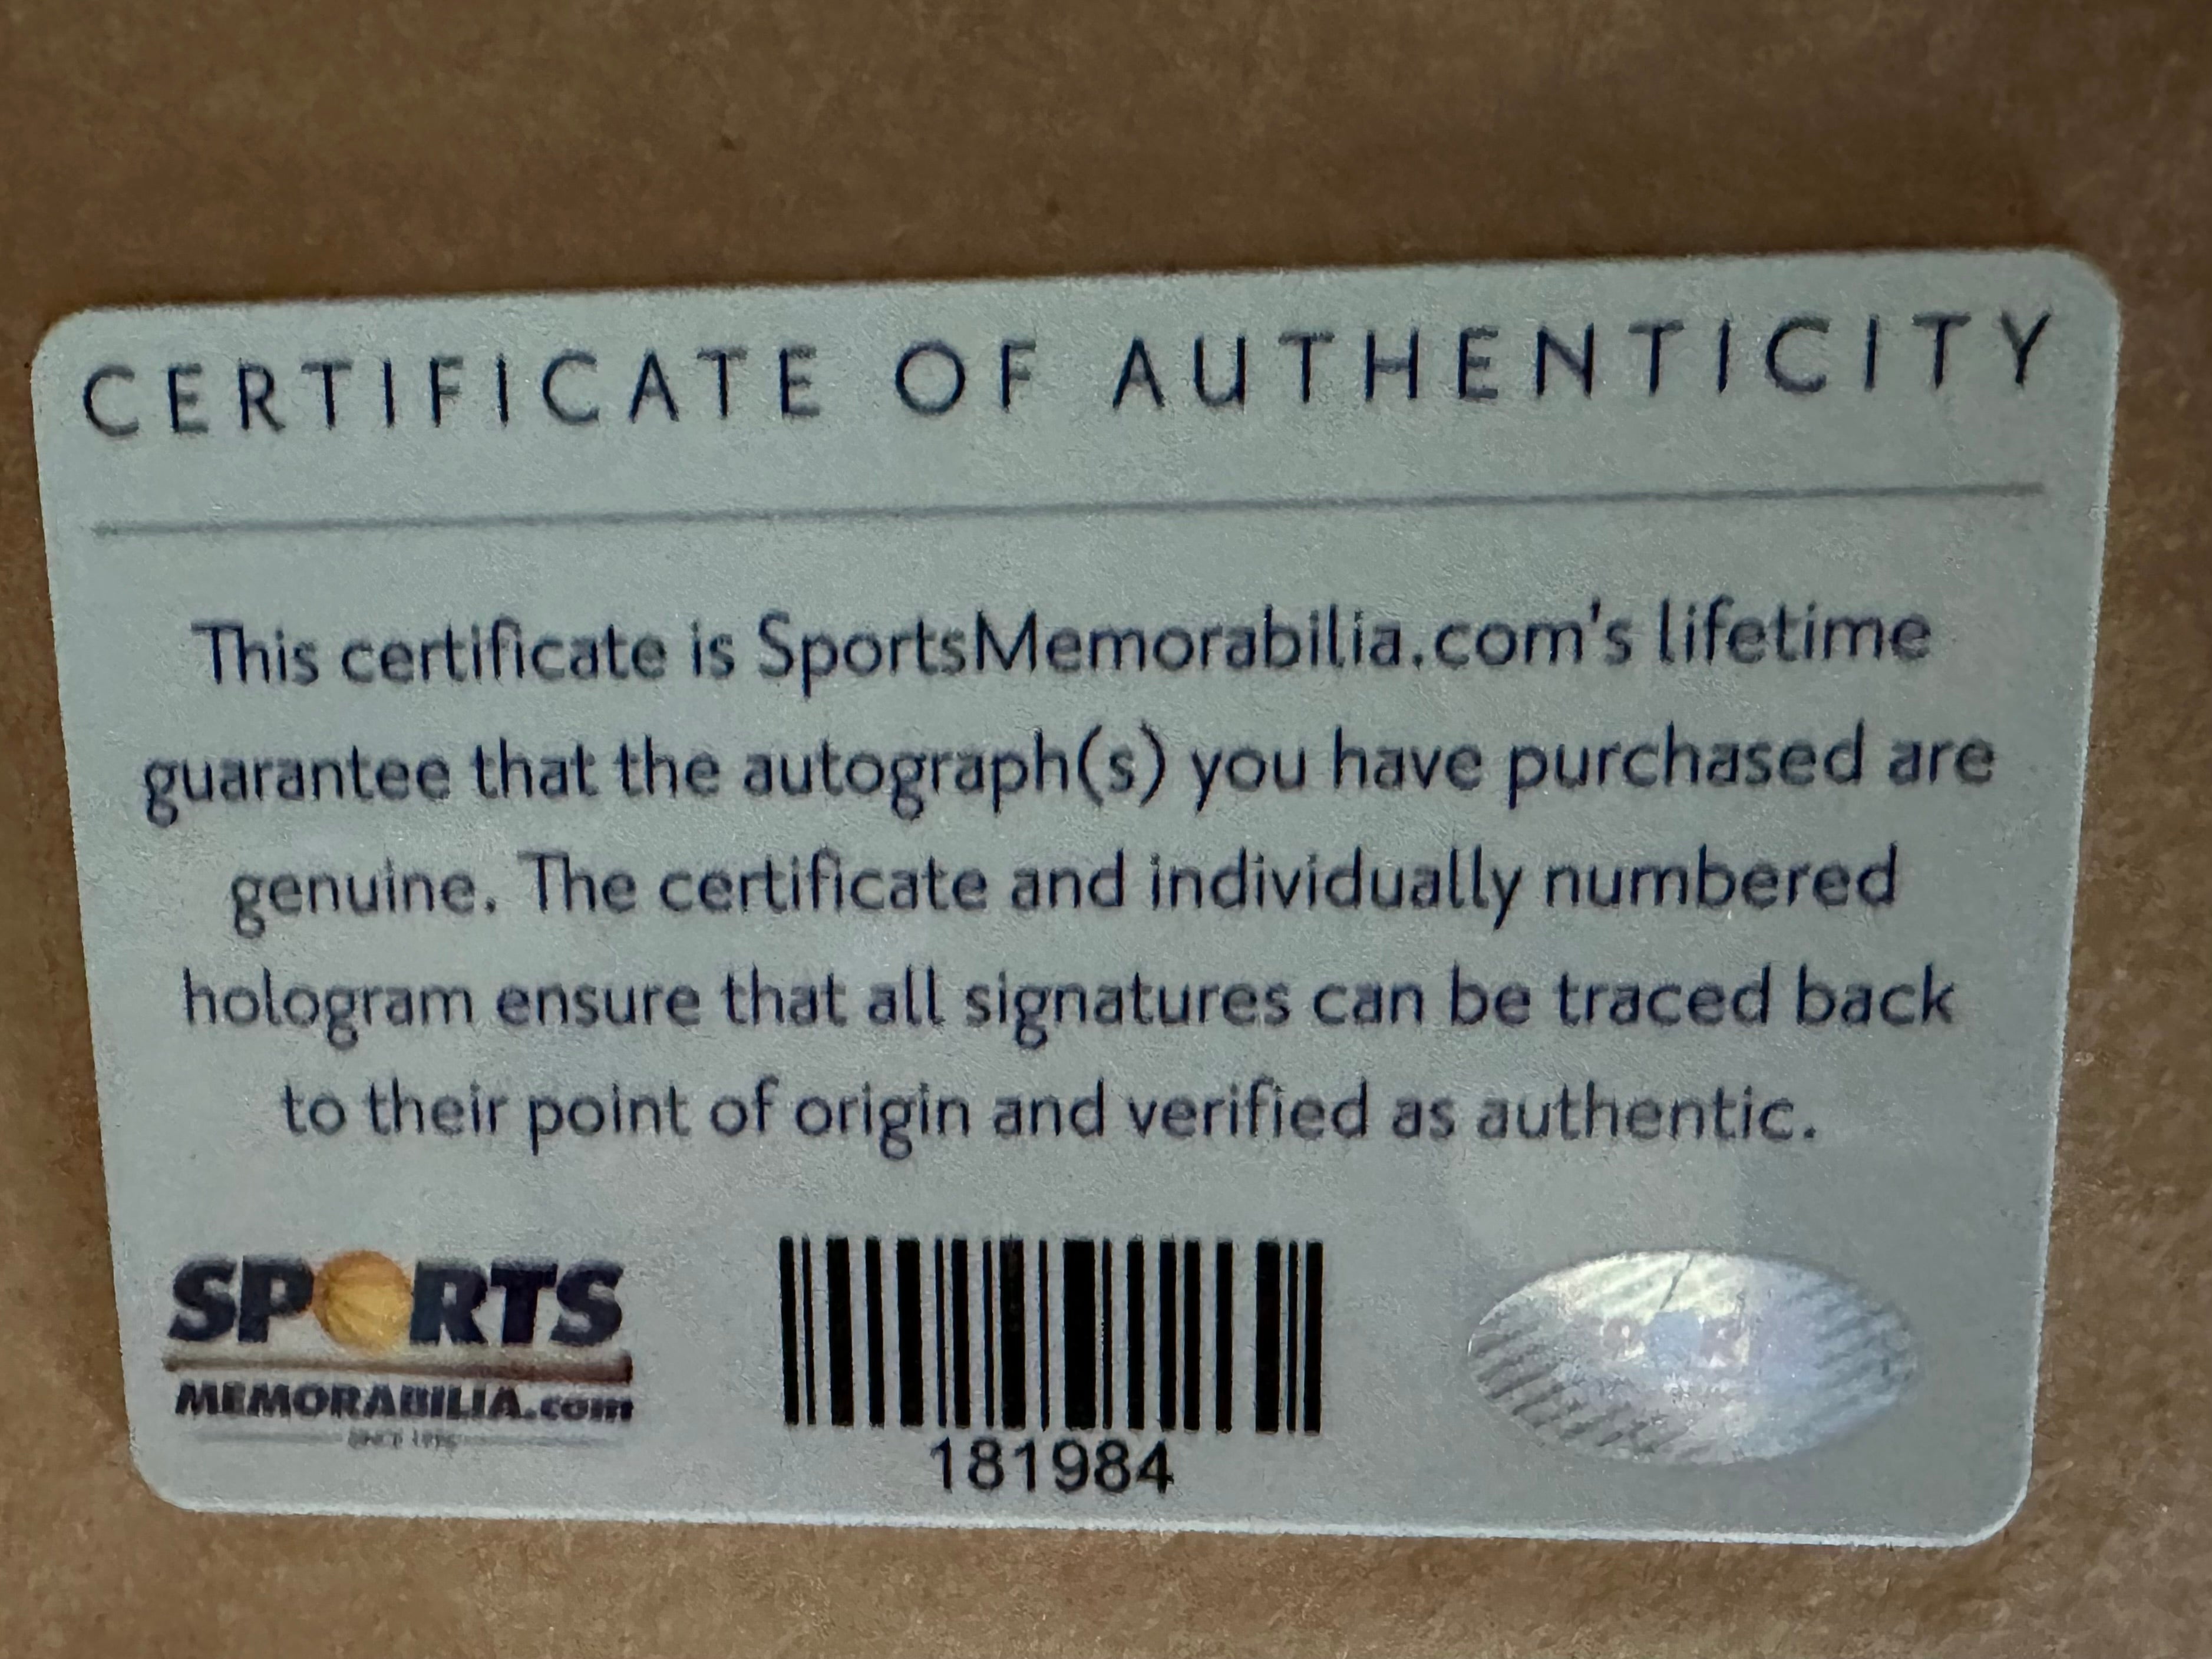 CERTIFICATE OF AUTHENTICITY
This certificate is SportsMemorabilia.com's lifetime
guarantee that the autograph(s) you have purchased are
genuine. The certificate and individually numbered
hologram ensure that all signatures can be traced back
to their point of origin and verified as authentic.
SPORTS
MEMORABILIA.com
181984